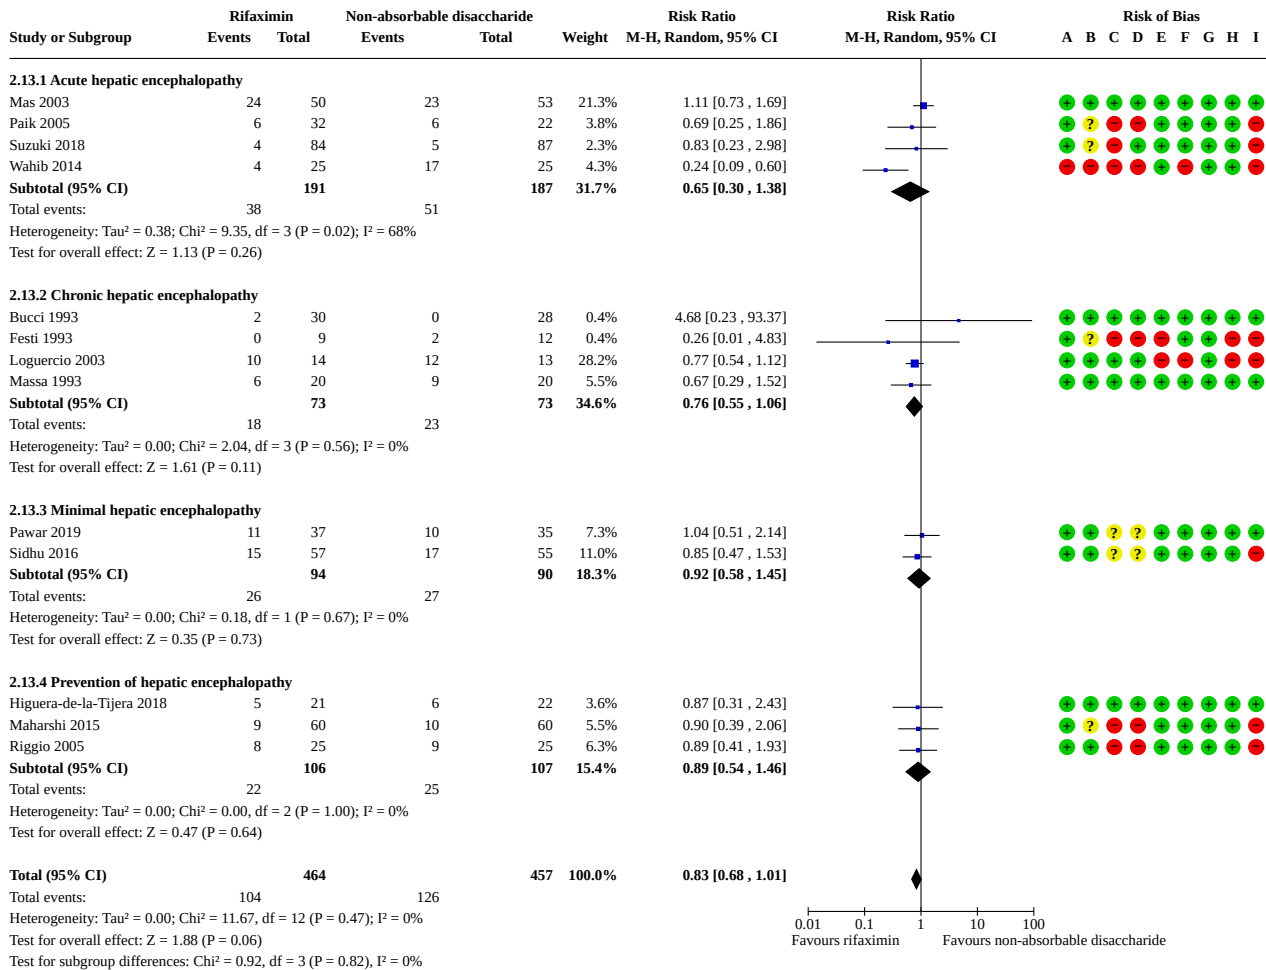 Rifaximin Non-absorbable disaccharide Risk Ratio Risk Ratio Risk of Bias
Study or Subgroup Events Total Events Total Weight M-H, Random, 95% CI M-H, Random, 95% CI A B C D E F G H I
2.13.1 Acute hepatic encephalopathy
Mas 2003 24 50 23 53 21.3% 1.11 [0.73 , 1.69] + + + + + + + + +
Paik 2005 6 32 6 22 3.8% 0.69 [0.25 , 1.86] + ? − − + + + + −
Suzuki 2018 4 84 5 87 2.3% 0.83 [0.23 , 2.98] + ? − + + + + + −
Wahib 2014 4 25 17 25 4.3% 0.24 [0.09 , 0.60] − − − − + − + + −
Subtotal (95% CI) 191 187 31.7% 0.65 [0.30 , 1.38]
Total events: 38 51
Heterogeneity: Tau² = 0.38; Chi² = 9.35, df = 3 (P = 0.02); I² = 68%
Test for overall effect: Z = 1.13 (P = 0.26)
2.13.2 Chronic hepatic encephalopathy
Bucci 1993 2 30 0 28 0.4% 4.68 [0.23 , 93.37] + + + + + + + + +
Festi 1993 0 9 2 12 0.4% 0.26 [0.01 , 4.83] + ? − − − + + − −
Loguercio 2003 10 14 12 13 28.2% 0.77 [0.54 , 1.12] + + + + − − + − −
Massa 1993 6 20 9 20 5.5% 0.67 [0.29 , 1.52] + + + + + + + + +
Subtotal (95% CI) 73 73 34.6% 0.76 [0.55 , 1.06]
Total events: 18 23
Heterogeneity: Tau² = 0.00; Chi² = 2.04, df = 3 (P = 0.56); I² = 0%
Test for overall effect: Z = 1.61 (P = 0.11)
2.13.3 Minimal hepatic encephalopathy
Pawar 2019 11 37 10 35 7.3% 1.04 [0.51 , 2.14] + + ? ? + + + + +
Sidhu 2016 15 57 17 55 11.0% 0.85 [0.47 , 1.53] + + ? ? + + + + −
Subtotal (95% CI) 94 90 18.3% 0.92 [0.58 , 1.45]
Total events: 26 27
Heterogeneity: Tau² = 0.00; Chi² = 0.18, df = 1 (P = 0.67); I² = 0%
Test for overall effect: Z = 0.35 (P = 0.73)
2.13.4 Prevention of hepatic encephalopathy
Higuera-de-la-Tijera 2018 5 21 6 22 3.6% 0.87 [0.31 , 2.43] + + + + + + + + +
Maharshi 2015 9 60 10 60 5.5% 0.90 [0.39 , 2.06] + ? − − + + + + −
Riggio 2005 8 25 9 25 6.3% 0.89 [0.41 , 1.93] + + − − + + + + −
Subtotal (95% CI) 106 107 15.4% 0.89 [0.54 , 1.46]
Total events: 22 25
Heterogeneity: Tau² = 0.00; Chi² = 0.00, df = 2 (P = 1.00); I² = 0%
Test for overall effect: Z = 0.47 (P = 0.64)
Total (95% CI) 464 457 100.0% 0.83 [0.68 , 1.01]
Total events: 104 126
Heterogeneity: Tau² = 0.00; Chi² = 11.67, df = 12 (P = 0.47); I² = 0%
0.01 0.1 1 10 100
Test for overall effect: Z = 1.88 (P = 0.06)
Favours rifaximin Favours non-absorbable disaccharide
Test for subgroup differences: Chi² = 0.92, df = 3 (P = 0.82), I² = 0%